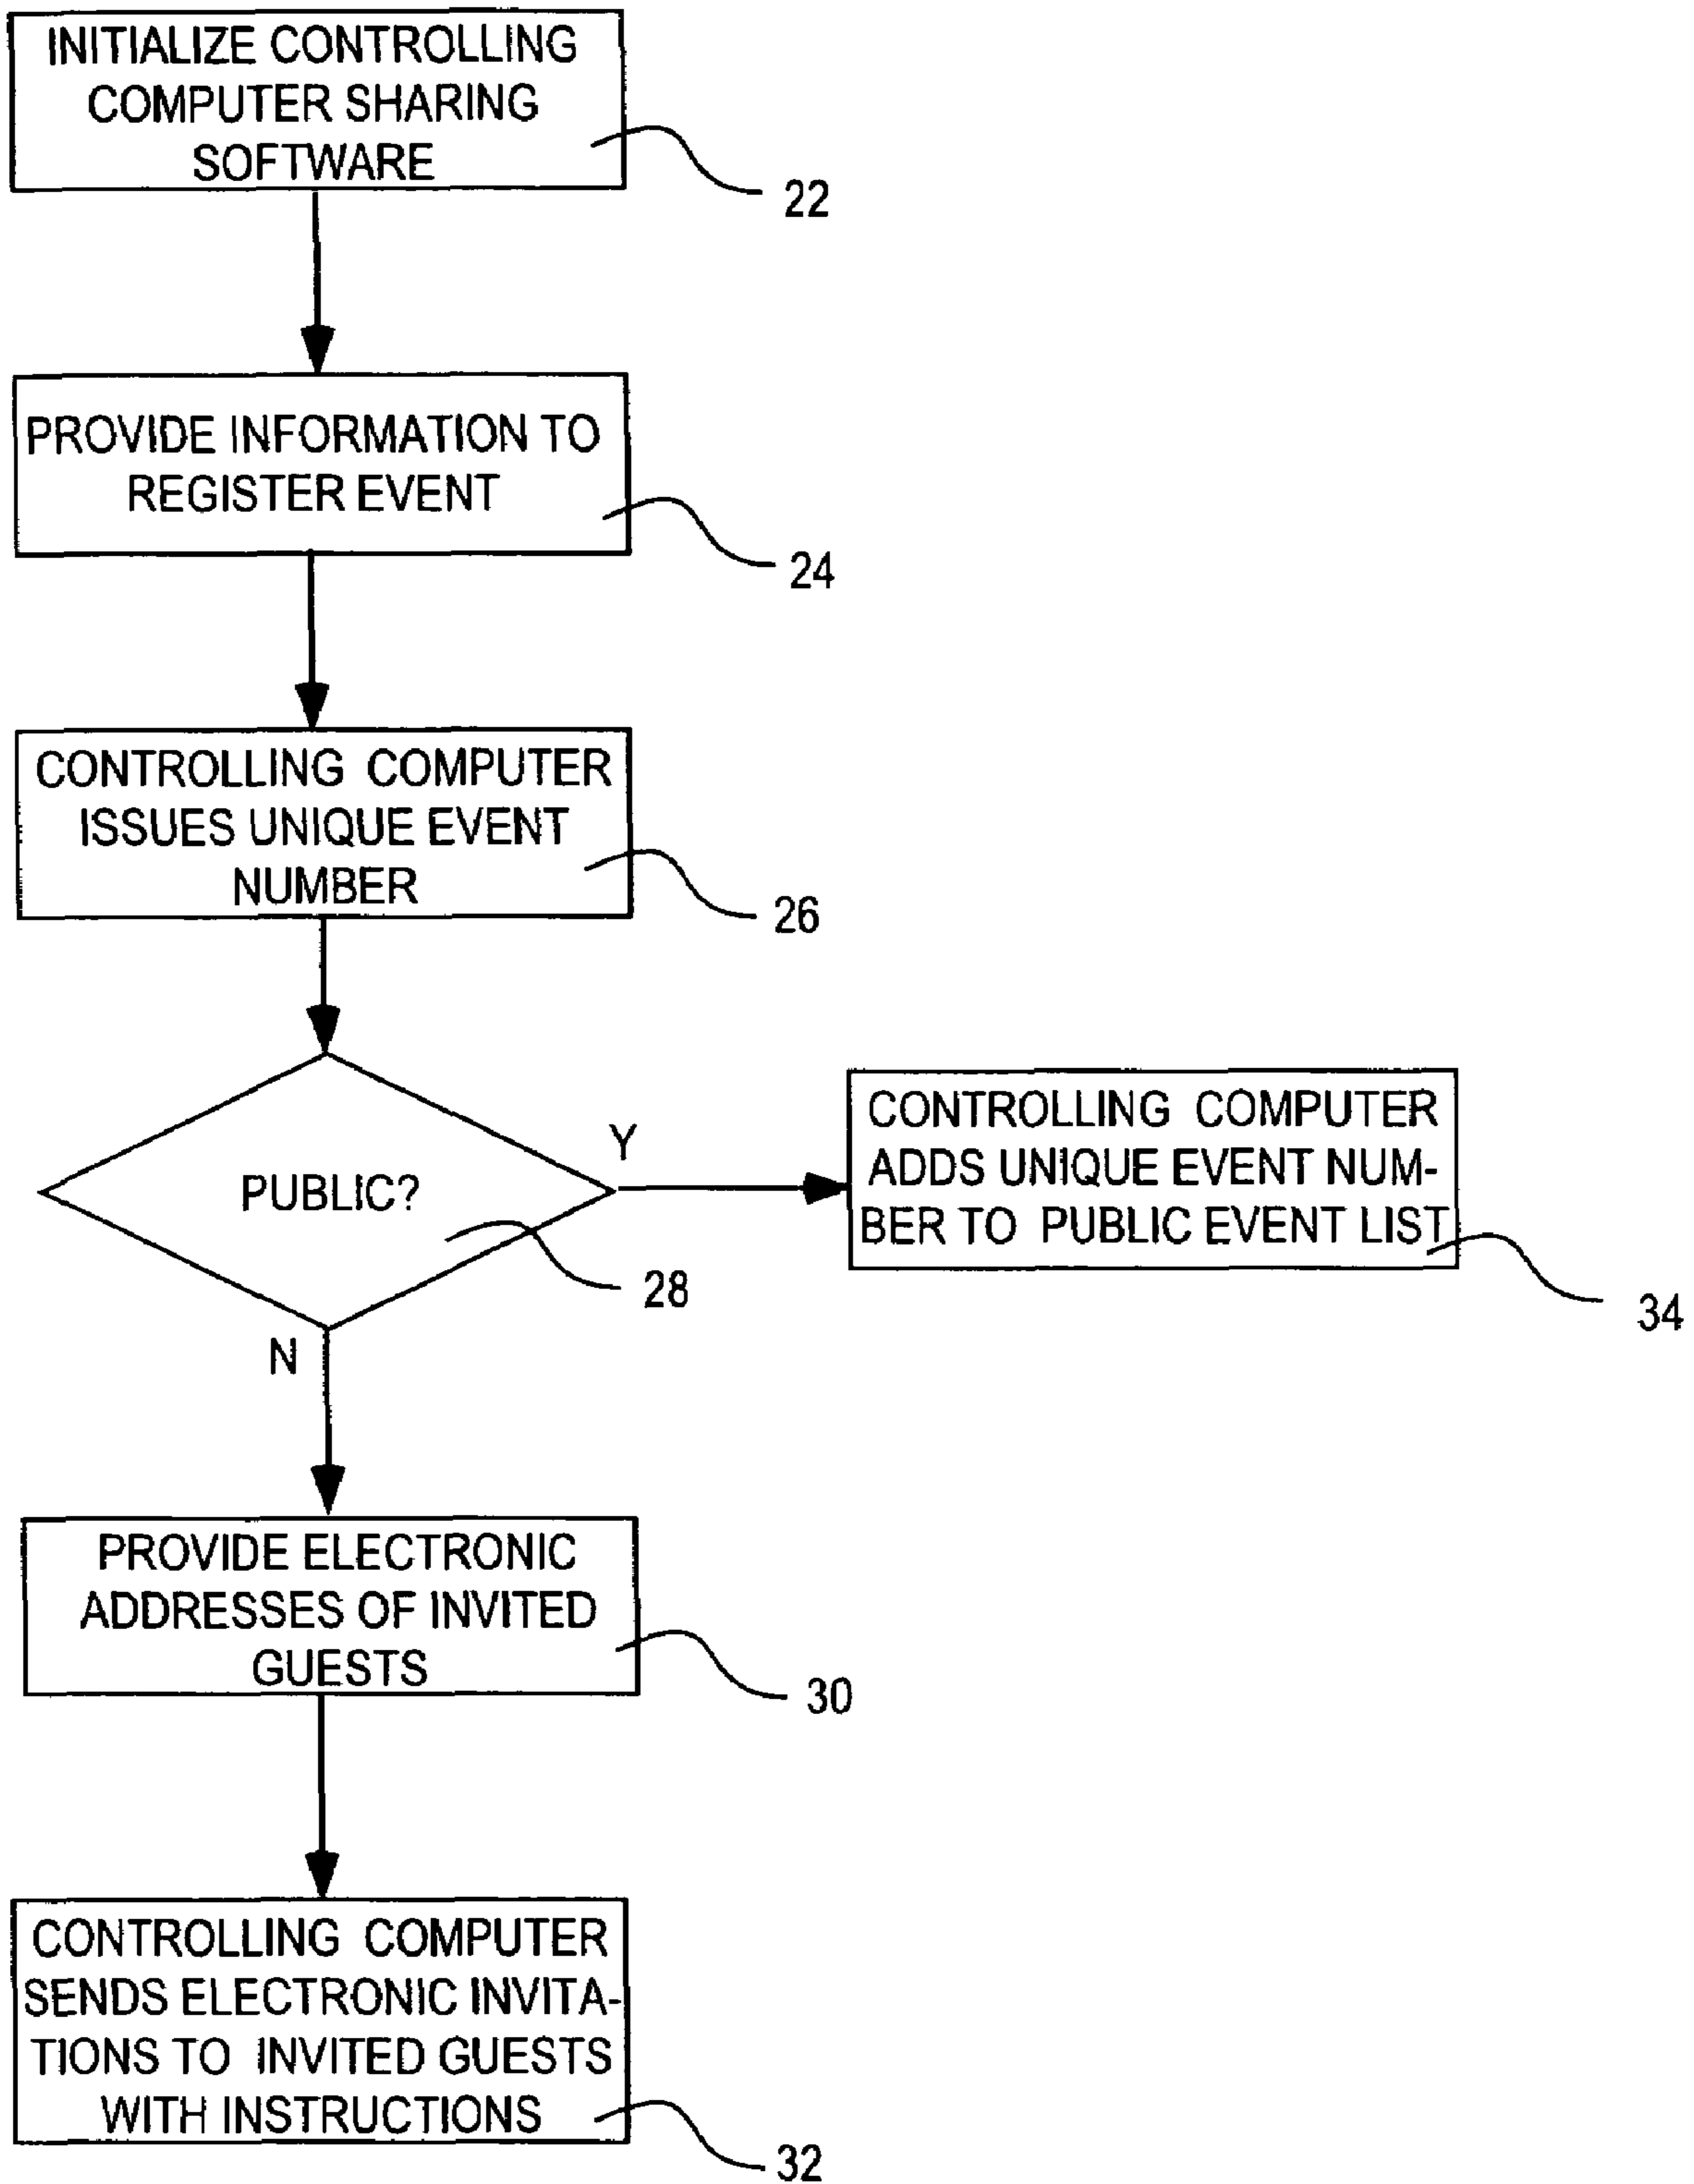 INITIALIZE CONTROLLING
COMPUTER SHARING
SOFTWARE
22
PROVIDE INFORMATION TO
REGISTER EVENT
24
CONTROLLING COMPUTER
ISSUES UNIQUE EVENT
NUMBER
26
PUBLIC?
28
Y
CONTROLLING COMPUTER
ADDS UNIQUE EVENT NUM-
BER TO PUBLIC EVENT LIST
34
N
PROVIDE ELECTRONIC
ADDRESSES OF INVITED
GUESTS
30
CONTROLLING COMPUTER
SENDS ELECTRONIC INVITA-
TIONS TO INVITED GUESTS
WITH INSTRUCTIONS
32